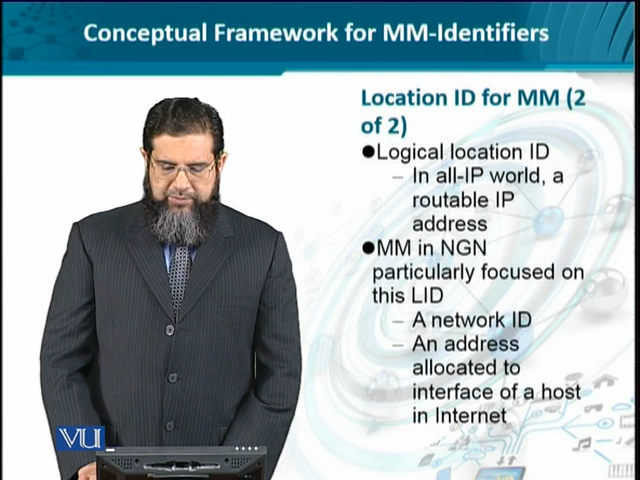 Conceptual Framework for MM-Identifiers
Location ID for MM (2
of 2)
●Logical location ID
– In all-IP world, a
routable IP
address
●MM in NGN
particularly focused on
this LID
– A network ID
– An address
allocated to
interface of a host
in Internet
VU